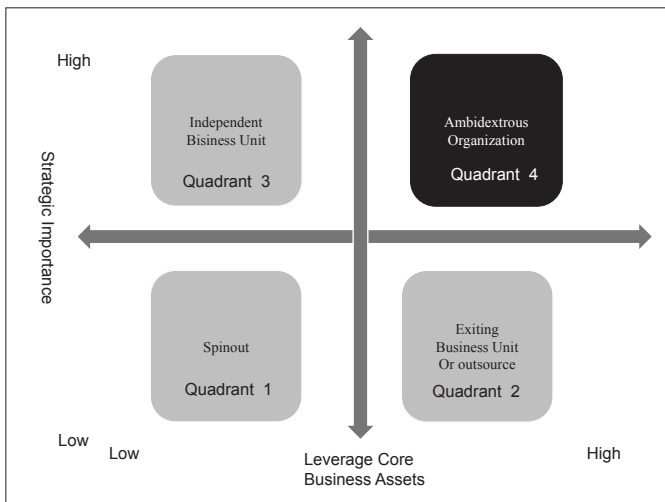 High
Independent
Bisiness Unit
Quadrant 3
Ambidextrous
Organization
Quadrant 4
Strategic Importance
Spinout
Quadrant 1
Exiting
Business Unit
Or outsource
Quadrant 2
Low
Low
Leverage Core
Business Assets
High